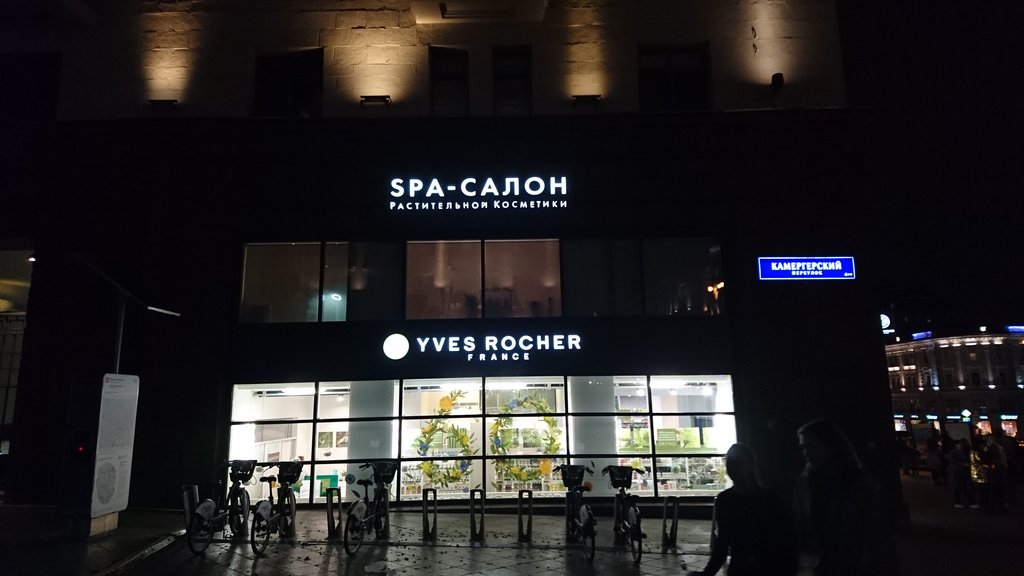 SPA-САЛОН
РАСТИТЕЛЬНОЙ КОСМЕТИКИ
КАМЕРГЕРСКИЙ
ПЕРЕУЛОК
YVES ROCHER
FRANCE